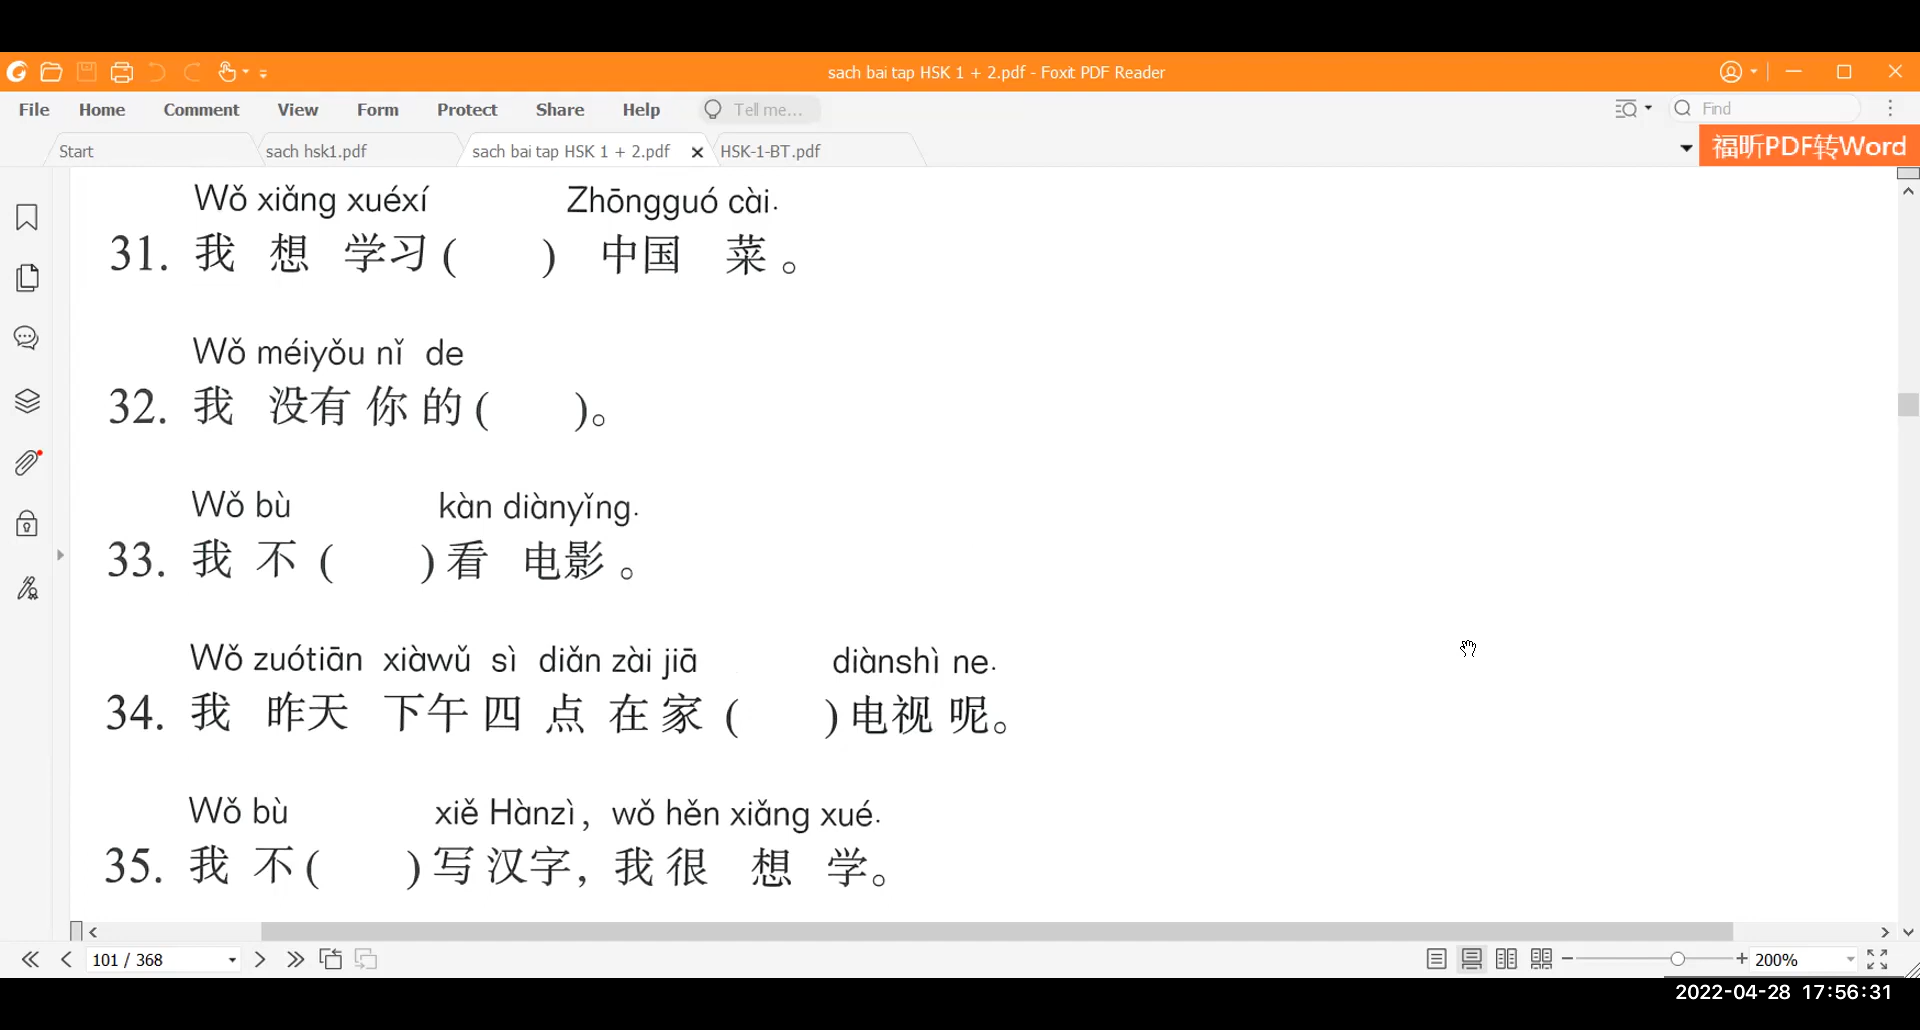 sach bai tap HSK 1 + 2.pdf - Foxit PDF Reader
File Home Comment View Form Protect Share Help Tell me... Find
Start sach hsk1.pdf sach bai tap HSK 1 + 2.pdf HSK-1-BT.pdf 福昕PDF转Word
Wǒ xiǎng xuéxí Zhōngguó cài.
31. 我 想 学习( ) 中国 菜 。
Wǒ méiyǒu nǐ de
32. 我 没有 你 的( )。
Wǒ bù kàn diànyǐng.
33. 我 不 ( )看 电影 。
Wǒ zuótiān xiàwǔ sì diǎn zài jiā diànshì ne.
34. 我 昨天 下午 四 点 在 家 ( )电视 呢。
Wǒ bù xiě Hànzì, wǒ hěn xiǎng xué.
35. 我 不( )写 汉字, 我 很 想 学。
101 / 368 200%
2022-04-28 17:56:31